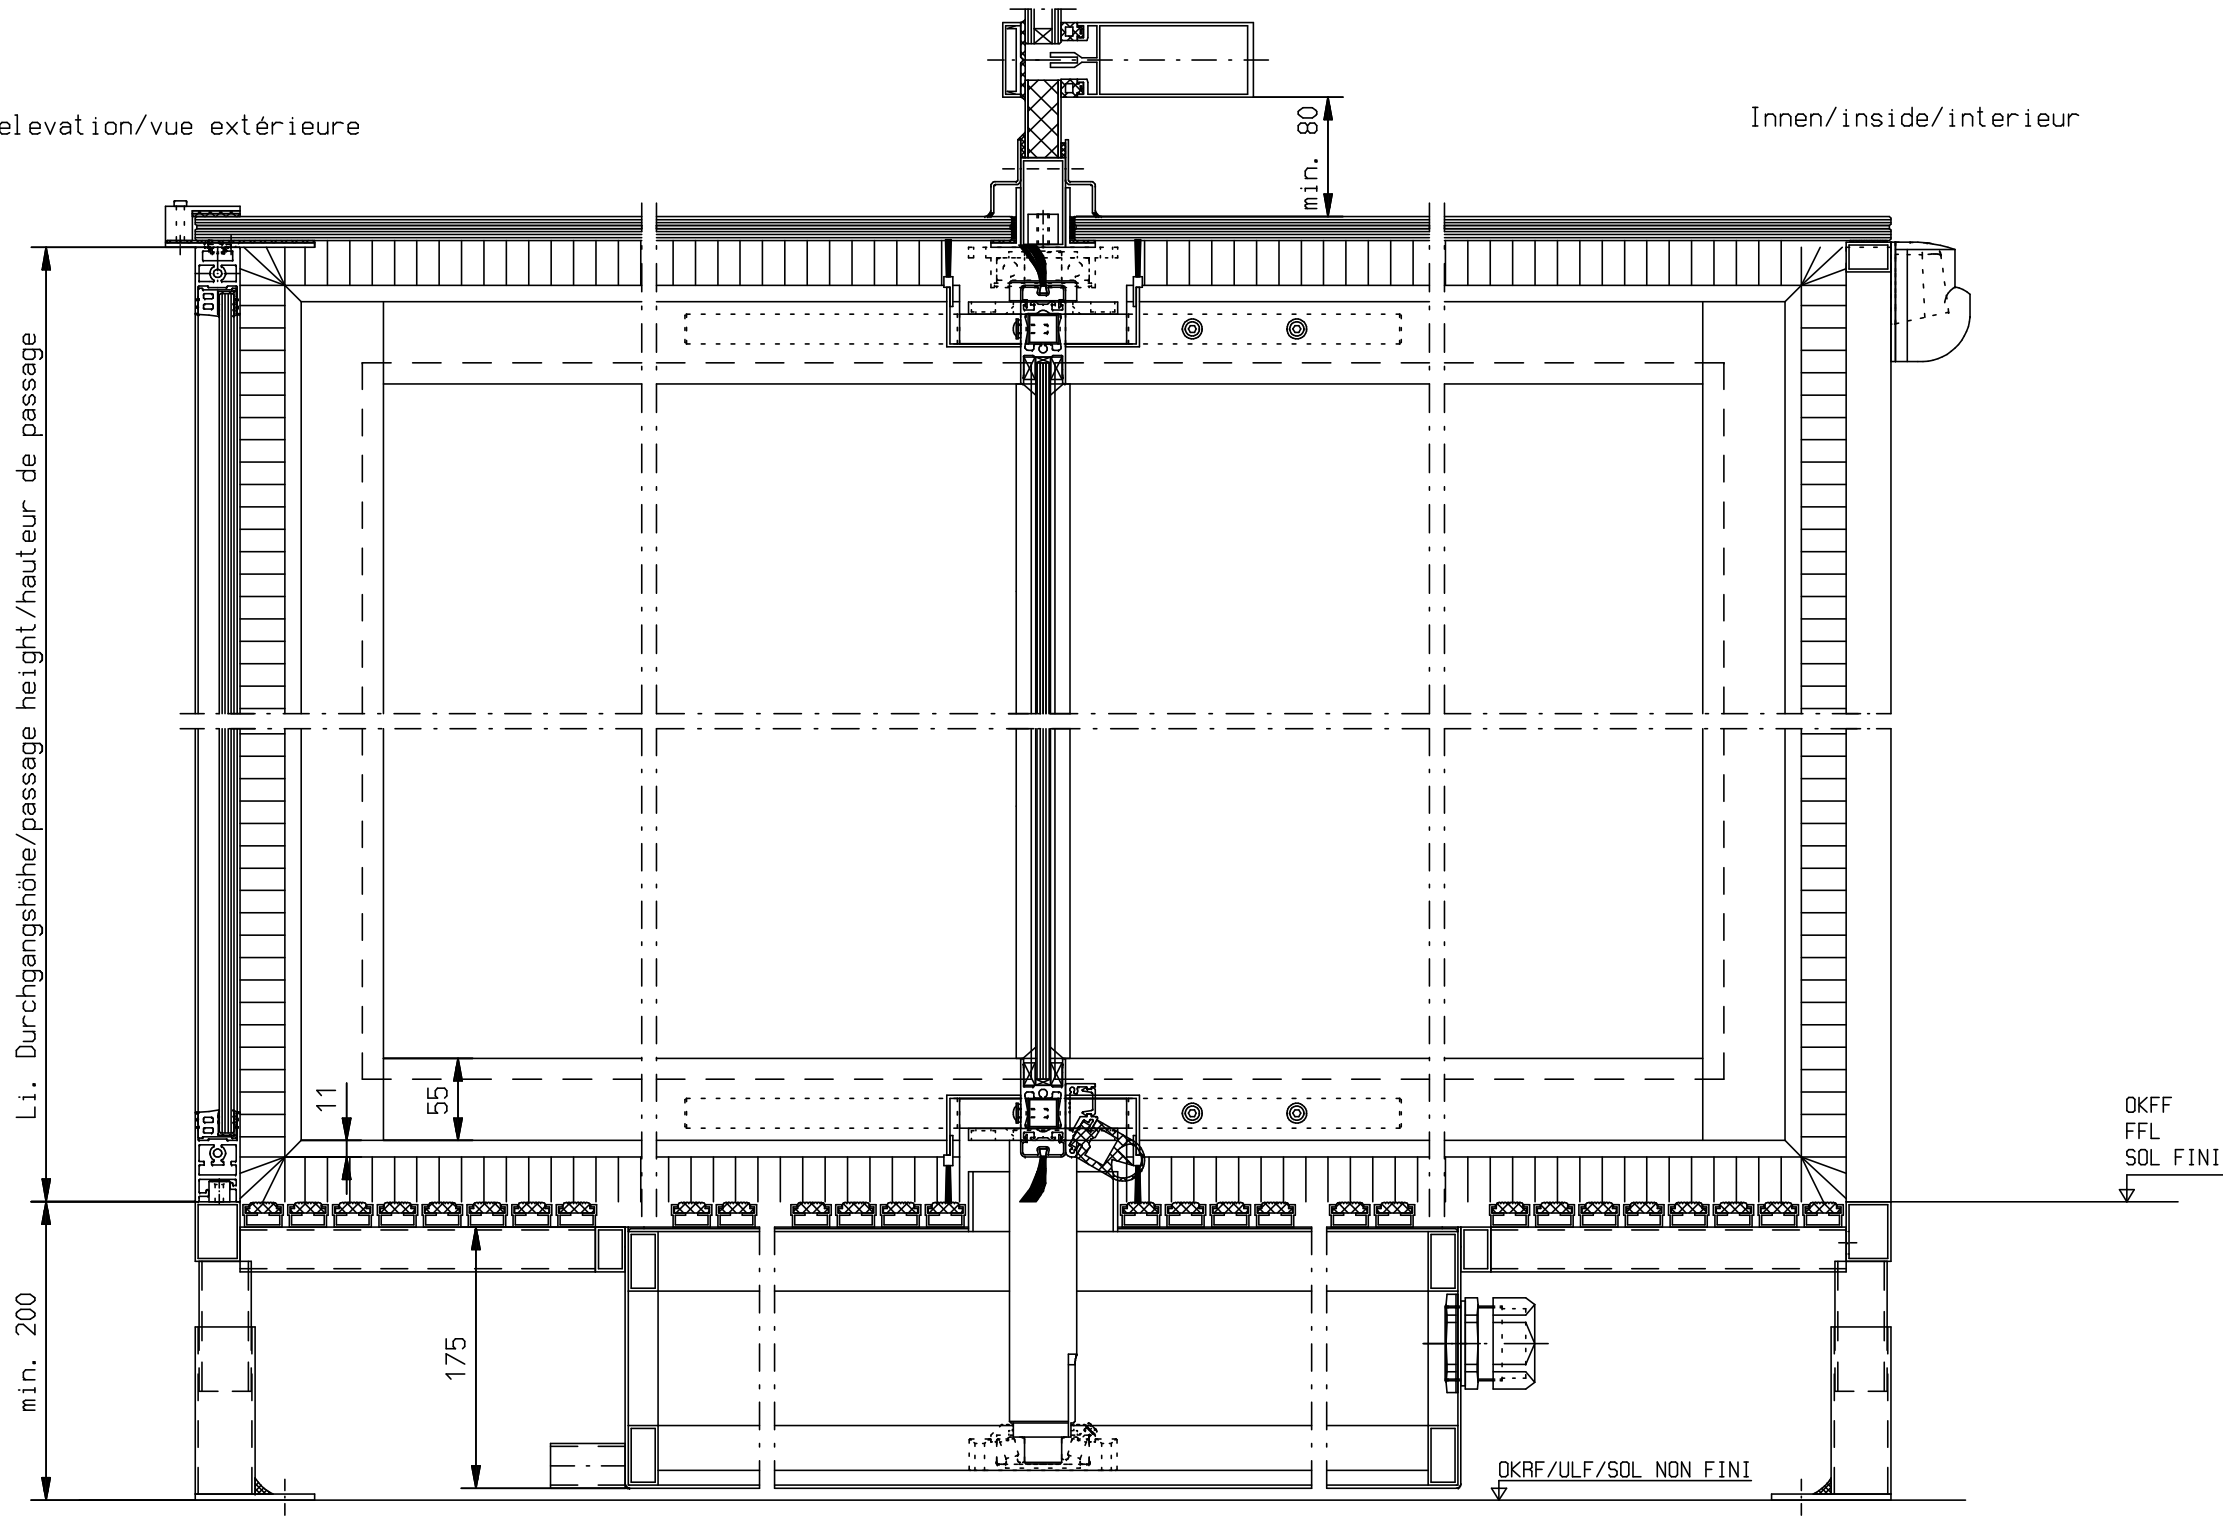 elevation/vue extérieure
Innen/inside/interieur
min. 80
Li. Durchgangshöhe/passage height/hauteur de passage
11
55
OKFF
FFL
SOL FINI
min. 200
175
OKRF/ULF/SOL NON FINI